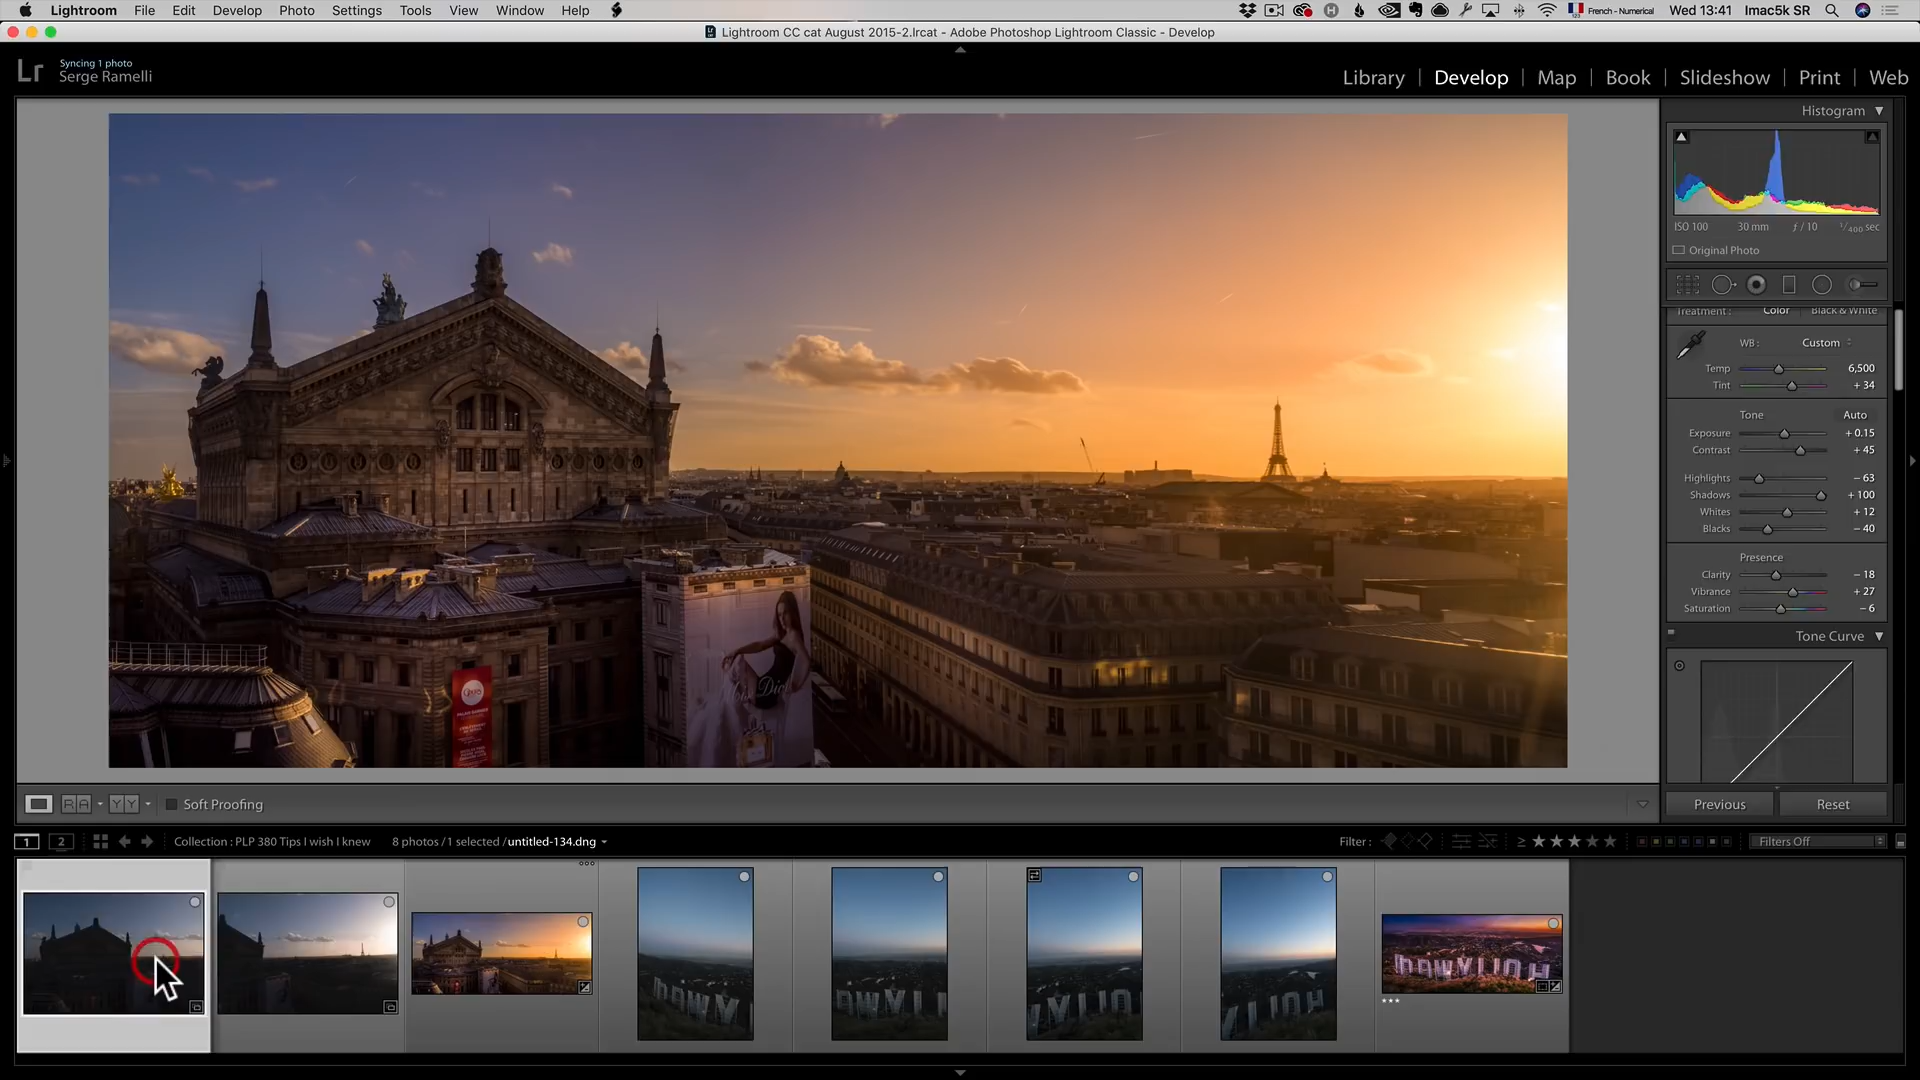 Lightroom File Edit Develop Photo Settings Tools View Window Help French - Numerical Wed 13:41 Imac5k SR
Lightroom CC cat August 2015-2.lrcat - Adobe Photoshop Lightroom Classic - Develop
Lr
Syncing 1 photo
Serge Ramelli
Library | Develop | Map | Book | Slideshow | Print | Web
Histogram
ISO 100 30 mm ƒ / 10 1/400 sec
Original Photo
Treatment : Color Black & White
WB : Custom
Temp 6,500
Tint + 34
Tone Auto
Exposure + 0.15
Contrast + 45
Highlights – 63
Shadows + 100
Whites + 12
Blacks – 40
Presence
Clarity – 18
Vibrance + 27
Saturation – 6
Tone Curve
Previous Reset
R A Y Y Soft Proofing
1 2 Collection : PLP 380 Tips I wish I knew 8 photos / 1 selected / untitled-134.dng Filter : ≥ ★★★★★ Filters Off